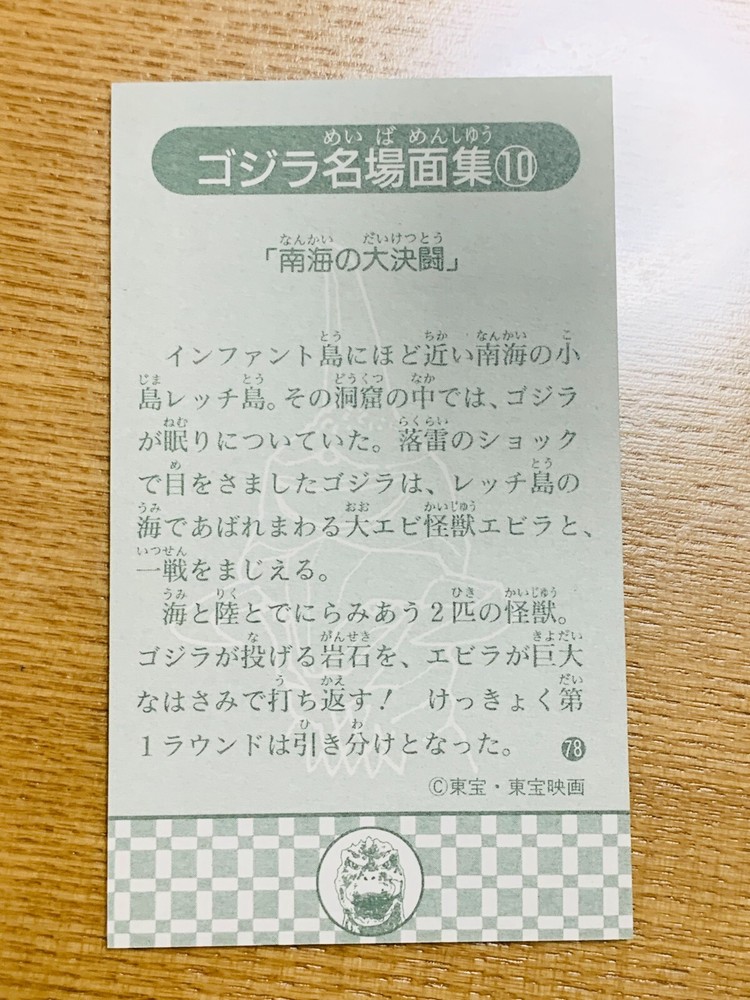 めいばめんしゅう
ゴジラ名場面集⑩
なんかい だいけつとう
「南海の大決闘」
とう ちか なんかい こ
インファント島にほど近い南海の小
じま とう どうくつ なか
島レッチ島。その洞窟の中では、ゴジラ
ねむ らくらい
が眠りについていた。落雷のショック
め とう
で目をさましたゴジラは、レッチ島の
うみ おお かいじゅう
海であばれまわる大エビ怪獣エビラと、
いっせん
一戦をまじえる。
うみ りく ひき かいじゅう
海と陸とでにらみあう2匹の怪獣。
な がんせき きょだい
ゴジラが投げる岩石を、エビラが巨大
う かえ だい
なはさみで打ち返す! けっきょく第
ひ わ
1ラウンドは引き分けとなった。 78
©東宝・東宝映画